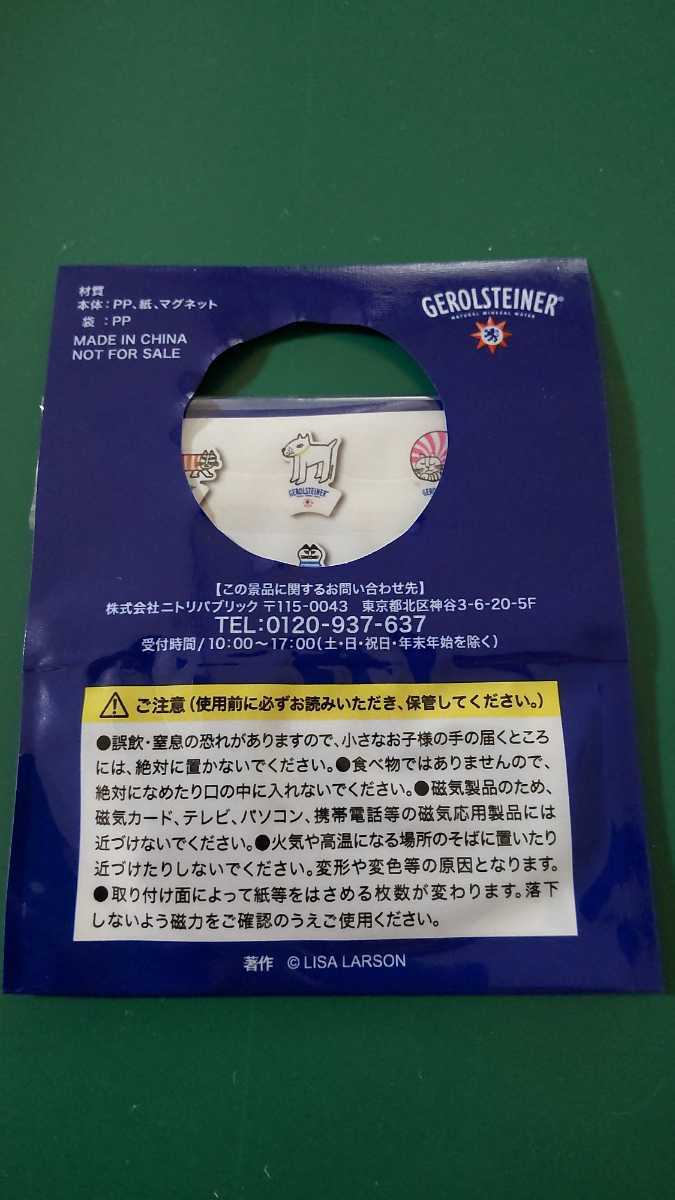 材質
本体：PP、紙、マグネット
袋　：PP
MADE IN CHINA
NOT FOR SALE
GEROLSTEINER®
NATURAL MINERAL WATER
GEROLSTEINER
【この景品に関するお問い合わせ先】
株式会社ニトリパブリック 〒115-0043　東京都北区神谷3-6-20-5F
TEL：0120-937-637
受付時間／10：00〜17：00（土・日・祝日・年末年始を除く）
ご注意（使用前に必ずお読みいただき、保管してください。）
●誤飲・窒息の恐れがありますので、小さなお子様の手の届くところ
には、絶対に置かないでください。●食べ物ではありませんので、
絶対になめたり口の中に入れないでください。●磁気製品のため、
磁気カード、テレビ、パソコン、携帯電話等の磁気応用製品には
近づけないでください。●火気や高温になる場所のそばに置いたり
近づけたりしないでください。変形や変色等の原因となります。
●取り付け面によって紙等をはさめる枚数が変わります。落下
しないよう磁力をご確認のうえご使用ください。
著作　© LISA LARSON